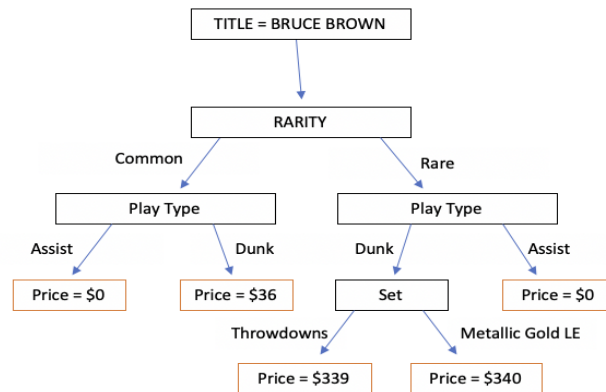 TITLE = BRUCE BROWN
RARITY
Common
Rare
Play Type
Play Type
Assist
Dunk
Dunk
Assist
Price = $0
Price = $36
Set
Price = $0
Throwdowns
Metallic Gold LE
Price = $339
Price = $340